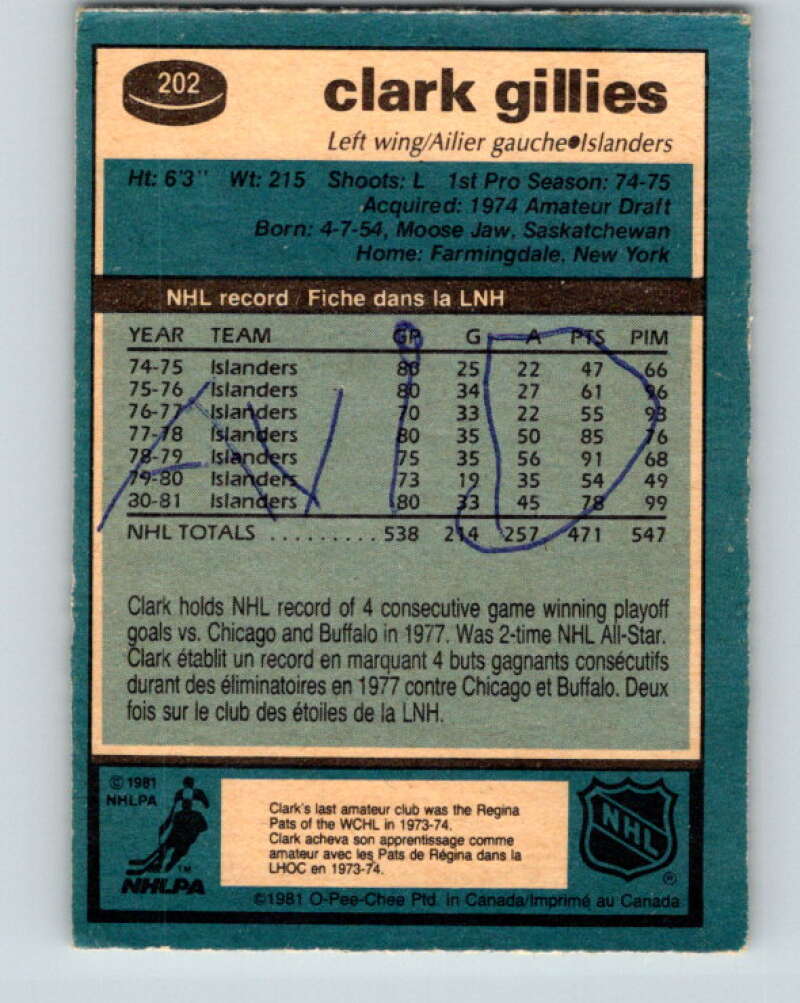 202
clark gillies
Left wing/Ailier gauche●Islanders
Ht: 6'3" Wt: 215 Shoots: L 1st Pro Season: 74-75
Acquired: 1974 Amateur Draft
Born: 4-7-54, Moose Jaw, Saskatchewan
Home: Farmingdale, New York
NHL record / Fiche dans la LNH
YEAR TEAM GP G A PTS PIM
74-75 Islanders 80 25 22 47 66
75-76 Islanders 80 34 27 61 96
76-77 Islanders 70 33 22 55 93
77-78 Islanders 80 35 50 85 76
78-79 Islanders 75 35 56 91 68
79-80 Islanders 73 19 35 54 49
80-81 Islanders 80 33 45 78 99
NHL TOTALS ......... 538 214 257 471 547
Clark holds NHL record of 4 consecutive game winning playoff
goals vs. Chicago and Buffalo in 1977. Was 2-time NHL All-Star.
Clark établit un record en marquant 4 buts gagnants consécutifs
durant des éliminatoires en 1977 contre Chicago et Buffalo. Deux
fois sur le club des étoiles de la LNH.
© 1981
NHLPA
TM
NHLPA
Clark's last amateur club was the Regina
Pats of the WCHL in 1973-74.
Clark acheva son apprentissage comme
amateur avec les Pats de Régina dans la
LHOC en 1973-74.
NHL
®
©1981 O-Pee-Chee Ptd. in Canada/Imprimé au Canada